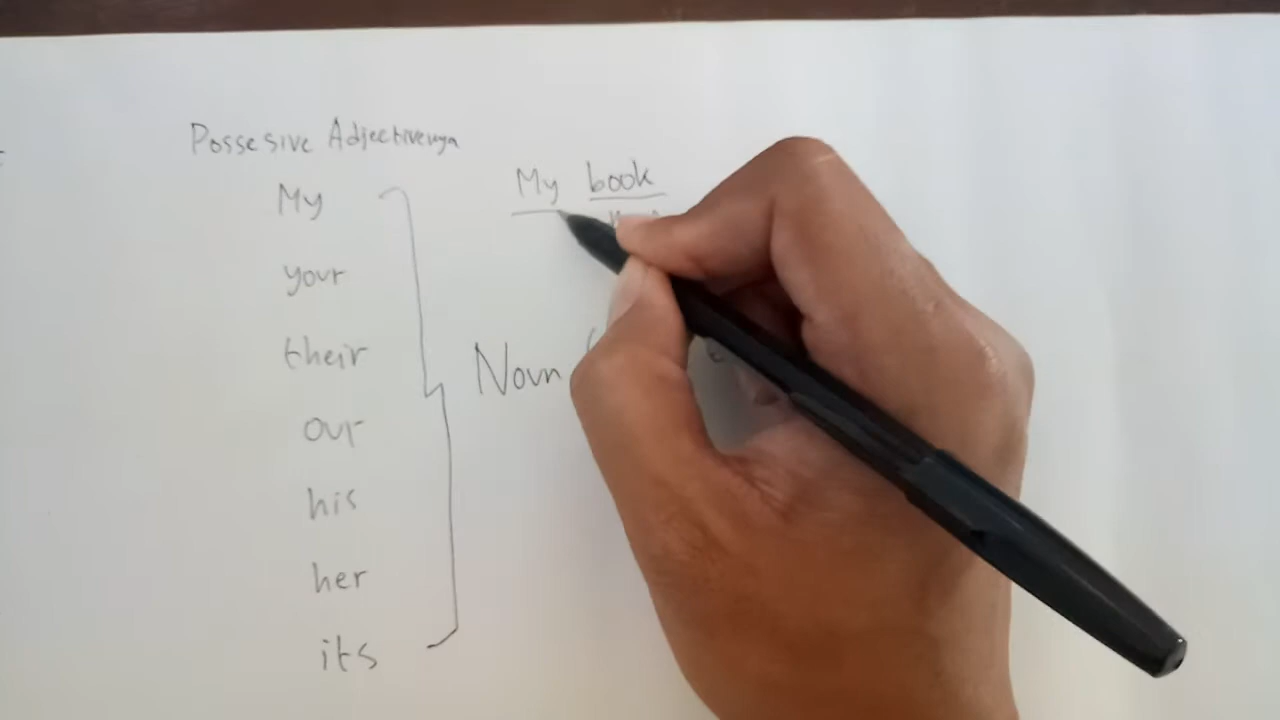 Possesive Adjectivenya
My
your
their
our
his
her
its
My book
Noun